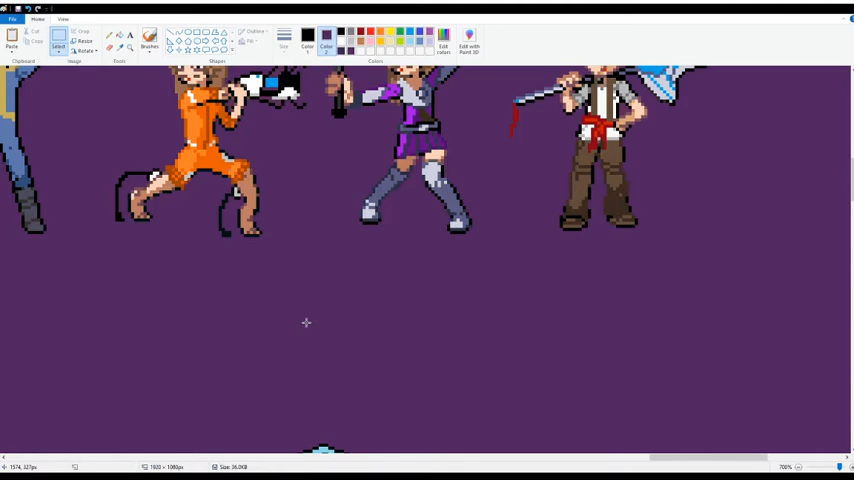 File Home View
Paste Cut Copy Select Crop Resize Rotate Brushes Outline Fill Size Color 1 Color 2 Edit colors Edit with Paint 3D
Clipboard Image Tools Shapes Colors
1574, 327px 1920 × 1080px Size: 36.0KB 700%